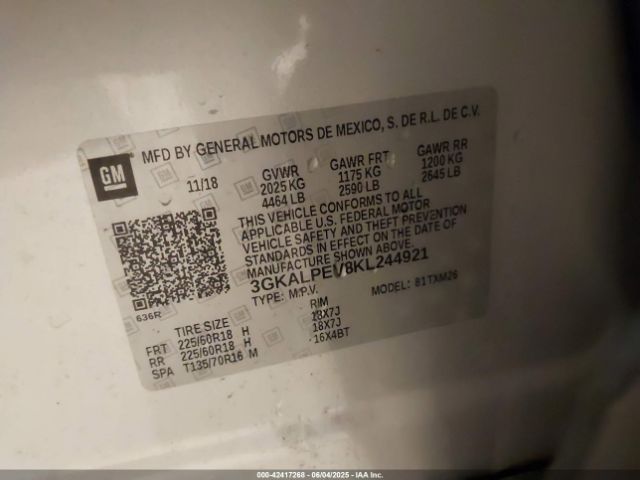 GM
MFD BY GENERAL MOTORS DE MEXICO, S. DE R.L. DE C.V.
11/18 GVWR GAWR FRT GAWR RR
2025 KG 1175 KG 1200 KG
4464 LB 2590 LB 2645 LB
THIS VEHICLE CONFORMS TO ALL
APPLICABLE U.S. FEDERAL MOTOR
VEHICLE SAFETY AND THEFT PREVENTION
STANDARDS IN EFFECT ON THE DATE OF
MANUFACTURE SHOWN ABOVE.
3GKALPEV8KL244921
TYPE: M.P.V. MODEL: 81TXM26
636R
TIRE SIZE RIM
FRT 225/60R18 H 18X7J
RR 225/60R18 H 18X7J
SPA T135/70R16 M 16X4BT
000-42417268 - 06/04/2025 - IAA Inc.